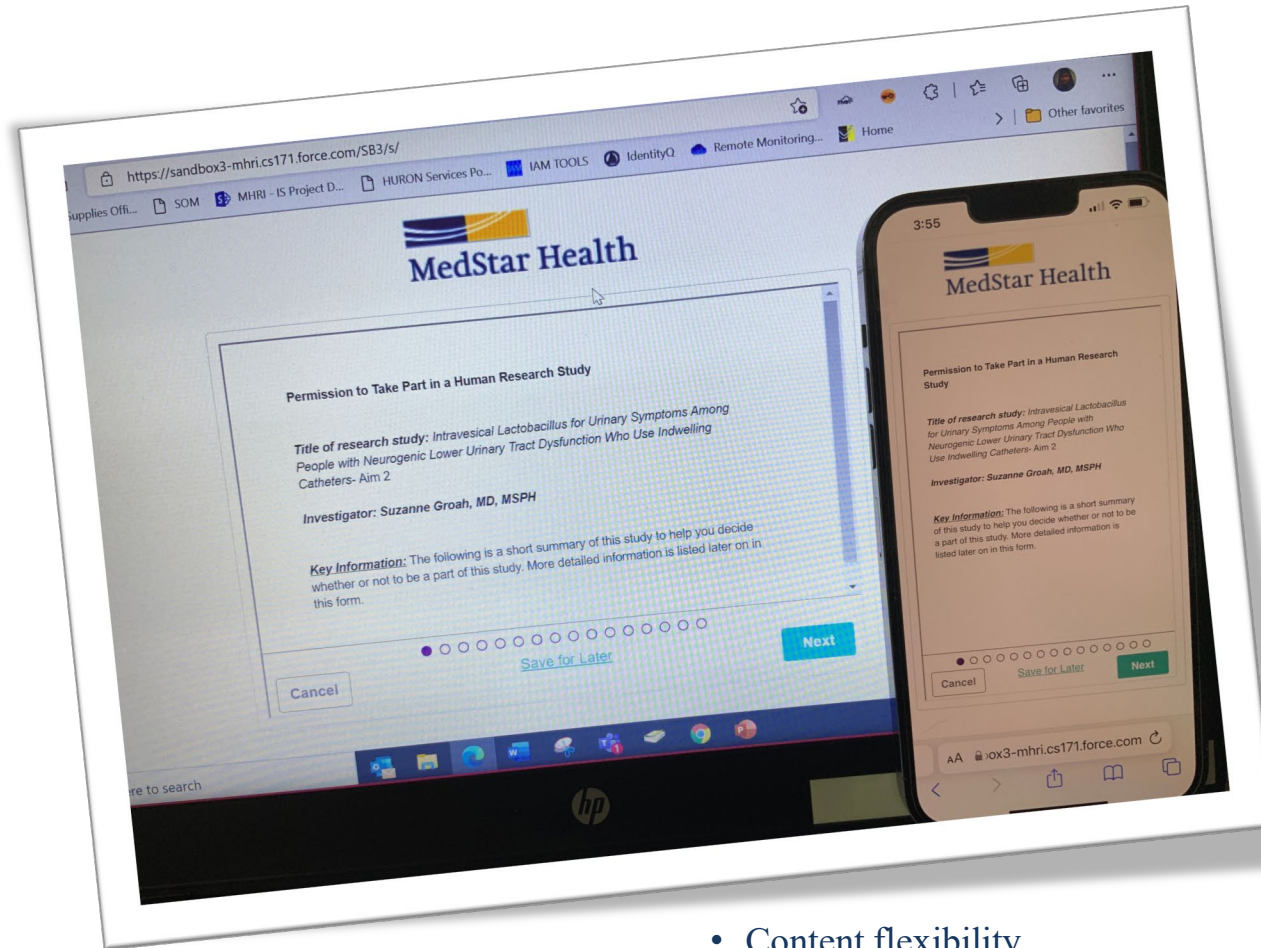 https://sandbox3-mhri.cs171.force.com/SB3/s/
Supplies Offi... SOM MHRI - IS Project D... HURON Services Po... IAM TOOLS IdentityQ Remote Monitoring... Home Other favorites
MedStar Health
Permission to Take Part in a Human Research Study
Title of research study: Intravesical Lactobacillus for Urinary Symptoms Among
People with Neurogenic Lower Urinary Tract Dysfunction Who Use Indwelling
Catheters- Aim 2
Investigator: Suzanne Groah, MD, MSPH
Key Information: The following is a short summary of this study to help you decide
whether or not to be a part of this study. More detailed information is listed later on in
this form.
Cancel
Save for Later
Next
ere to search
hp
3:55
MedStar Health
Permission to Take Part in a Human Research
Study
Title of research study: Intravesical Lactobacillus
for Urinary Symptoms Among People with
Neurogenic Lower Urinary Tract Dysfunction Who
Use Indwelling Catheters- Aim 2
Investigator: Suzanne Groah, MD, MSPH
Key Information: The following is a short summary
of this study to help you decide whether or not to be
a part of this study. More detailed information is
listed later on in this form.
Cancel
Save for Later
Next
AA ox3-mhri.cs171.force.com
• Content flexibility